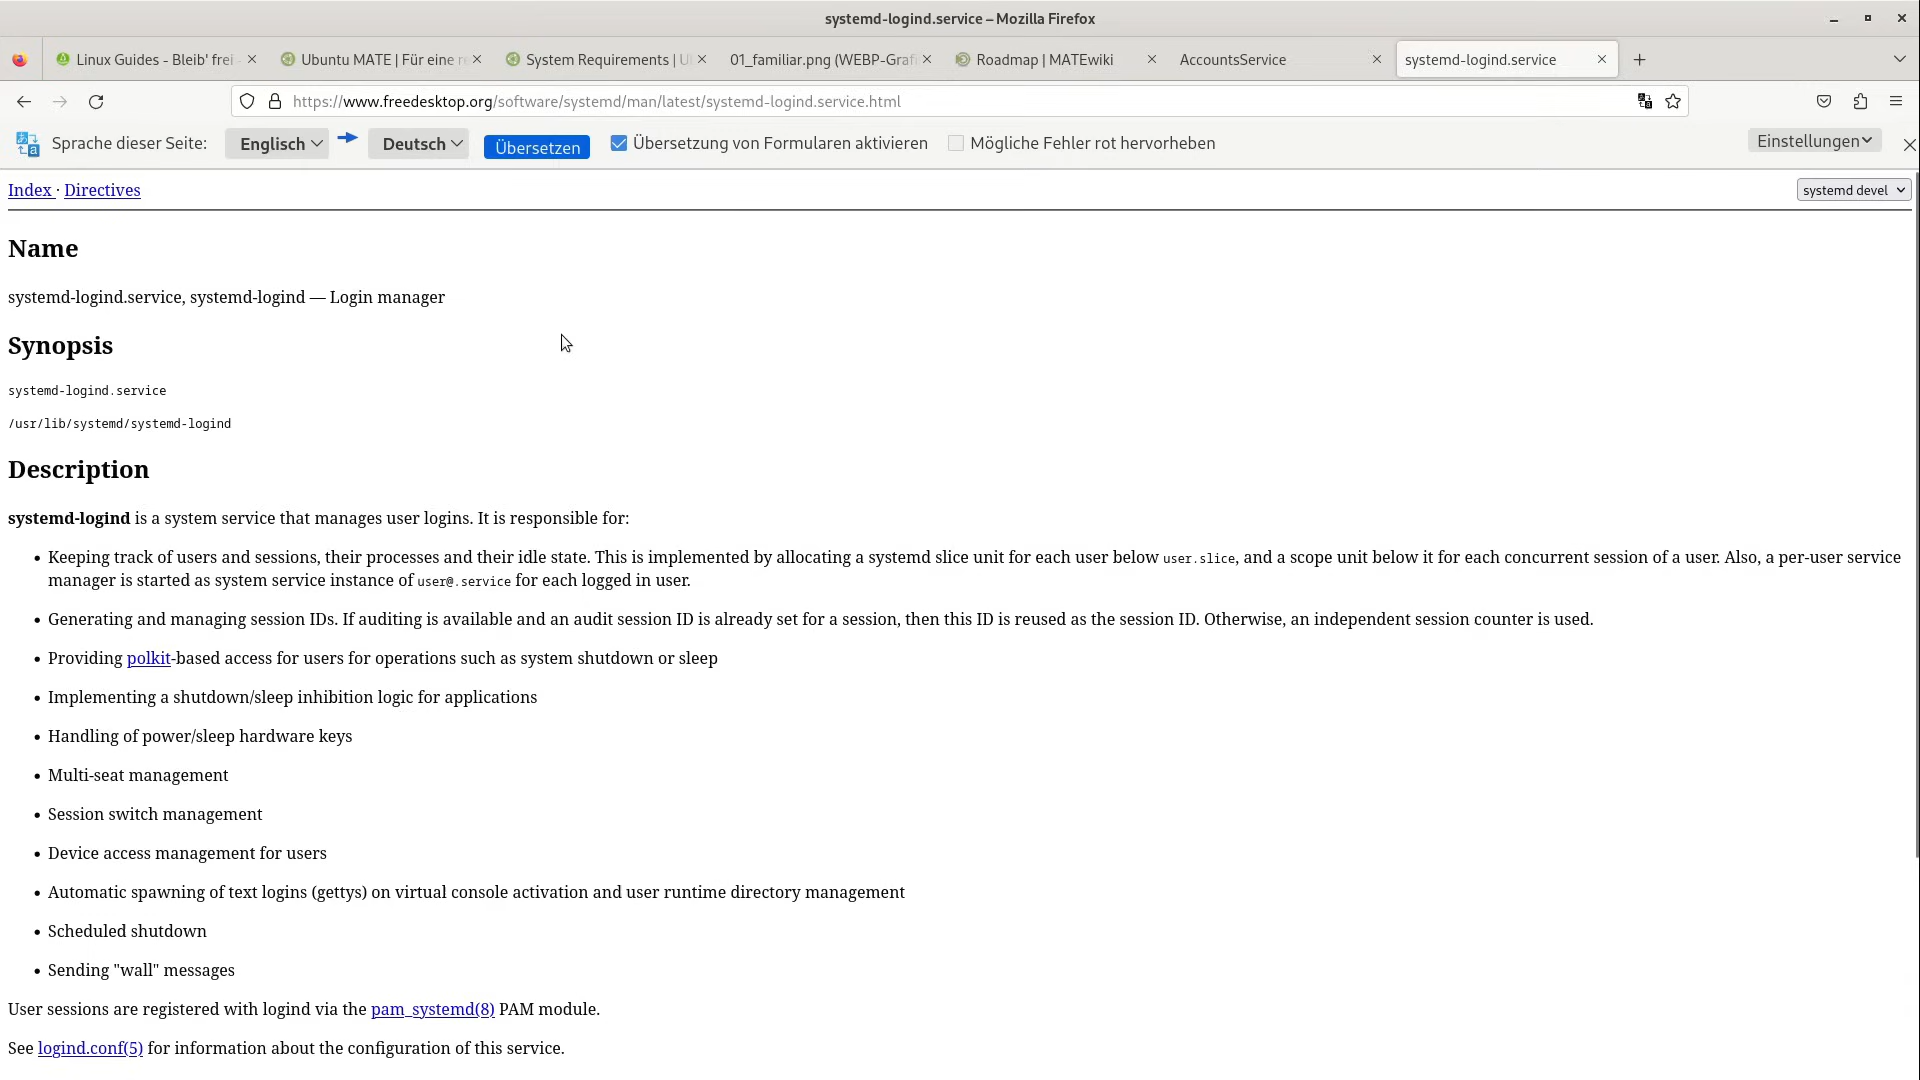 systemd-logind.service – Mozilla Firefox
Linux Guides - Bleib' frei
Ubuntu MATE | Für eine r
System Requirements | U
01_familiar.png (WEBP-Graf
Roadmap | MATEwiki
AccountsService
systemd-logind.service
https://www.freedesktop.org/software/systemd/man/latest/systemd-logind.service.html
Sprache dieser Seite: Englisch Deutsch Übersetzen Übersetzung von Formularen aktivieren Mögliche Fehler rot hervorheben Einstellungen
Index · Directives systemd devel
Name
systemd-logind.service, systemd-logind — Login manager
Synopsis
systemd-logind.service
/usr/lib/systemd/systemd-logind
Description
systemd-logind is a system service that manages user logins. It is responsible for:
• Keeping track of users and sessions, their processes and their idle state. This is implemented by allocating a systemd slice unit for each user below user.slice, and a scope unit below it for each concurrent session of a user. Also, a per-user service
manager is started as system service instance of user@.service for each logged in user.
• Generating and managing session IDs. If auditing is available and an audit session ID is already set for a session, then this ID is reused as the session ID. Otherwise, an independent session counter is used.
• Providing polkit-based access for users for operations such as system shutdown or sleep
• Implementing a shutdown/sleep inhibition logic for applications
• Handling of power/sleep hardware keys
• Multi-seat management
• Session switch management
• Device access management for users
• Automatic spawning of text logins (gettys) on virtual console activation and user runtime directory management
• Scheduled shutdown
• Sending "wall" messages
User sessions are registered with logind via the pam_systemd(8) PAM module.
See logind.conf(5) for information about the configuration of this service.